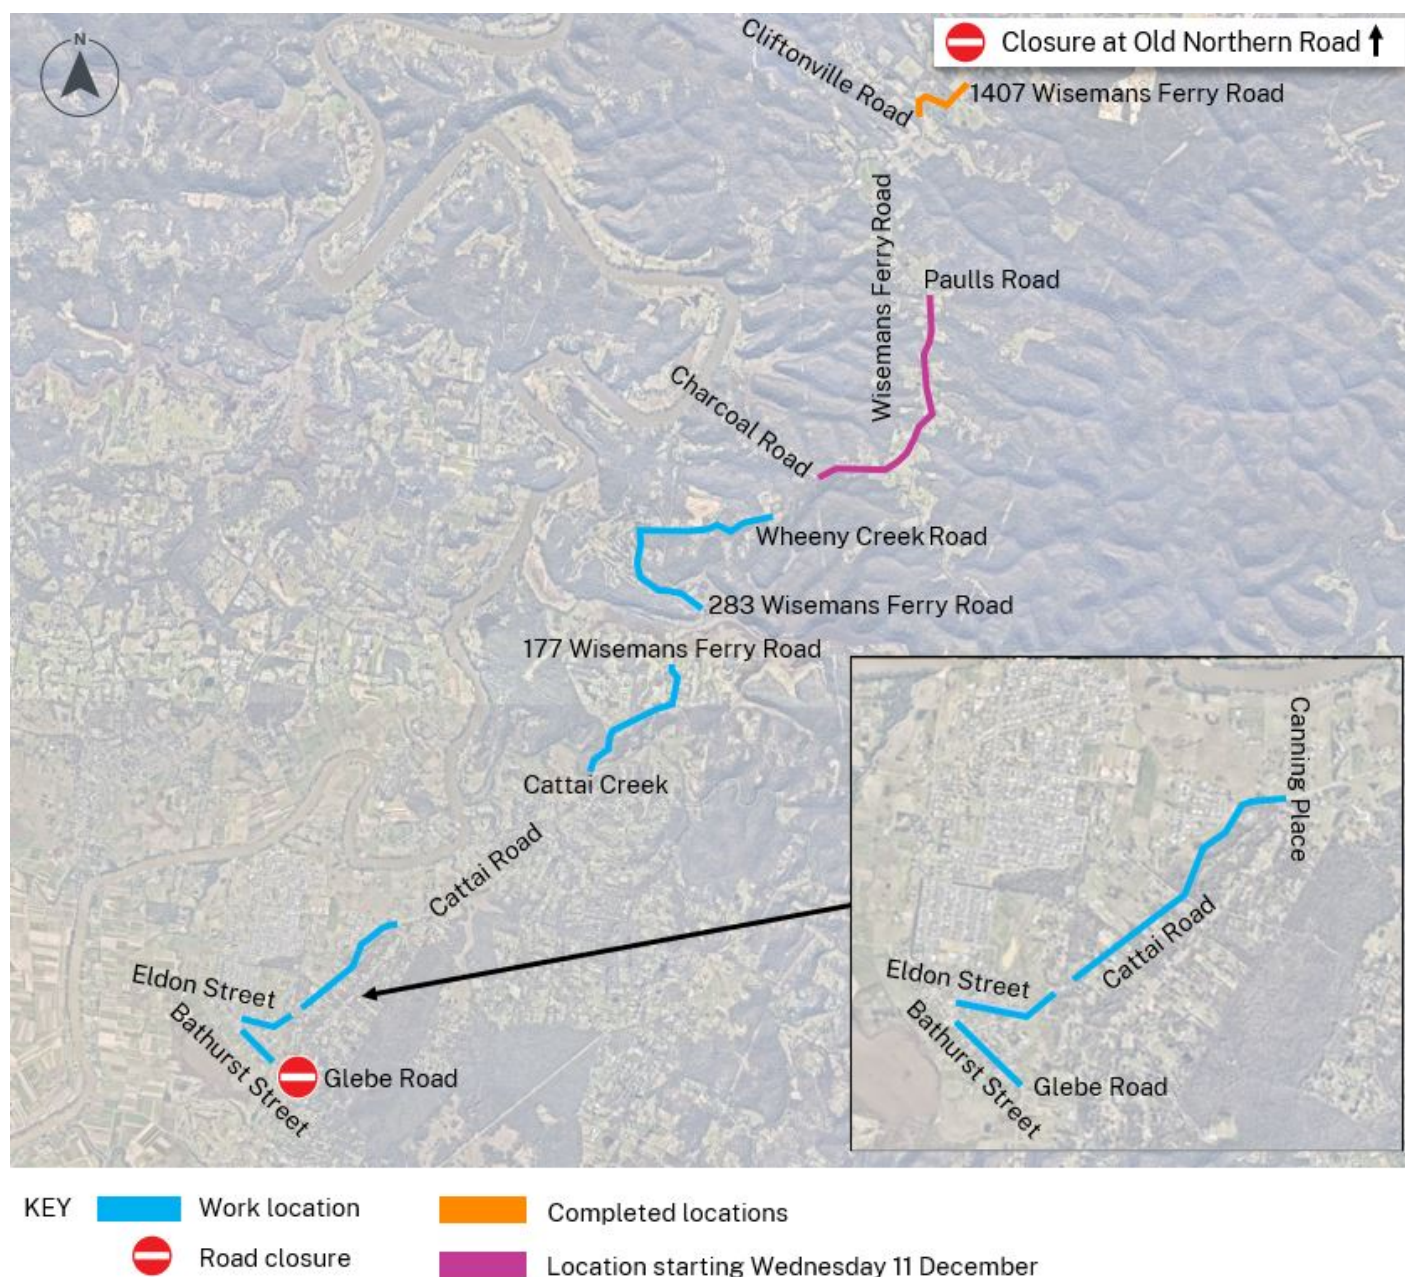 N
Closure at Old Northern Road
Cliftonville Road
1407 Wisemans Ferry Road
Wisemans Ferry Road
Paulls Road
Charcoal Road
Wheeny Creek Road
283 Wisemans Ferry Road
177 Wisemans Ferry Road
Cattai Creek
Cattai Road
Eldon Street
Bathurst Street
Glebe Road
Canning Place
Cattai Road
Eldon Street
Bathurst Street
Glebe Road
KEY
Work location
Completed locations
Road closure
Location starting Wednesday 11 December